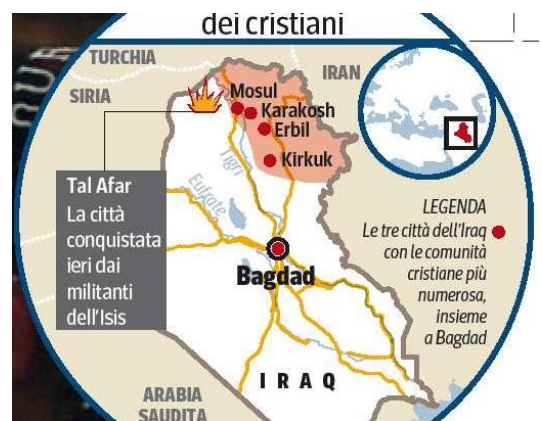 dei cristiani
TURCHIA
SIRIA
IRAN
Mosul
Karakosh
Erbil
Kirkuk
Tigri
Eufrate
Tal Afar
La città
conquistata
ieri dai
militanti
dell'Isis
Bagdad
IRAQ
ARABIA
SAUDITA
LEGENDA
Le tre città dell'Iraq
con le comunità
cristiane più
numerosa,
insieme
a Bagdad